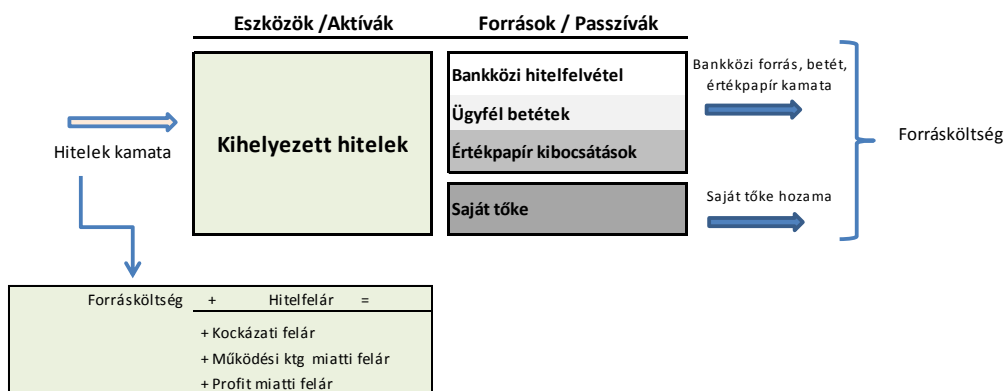 Eszközök /Aktívák
Források / Passzívák
Hitelek kamata
Kihelyezett hitelek
Bankközi hitelfelvétel
Ügyfél betétek
Értékpapír kibocsátások
Saját tőke
Bankközi forrás, betét,
értékpapír kamata
Saját tőke hozama
Forrásköltség
Forrásköltség + Hitelfelár =
+ Kockázati felár
+ Működési ktg miatti felár
+ Profit miatti felár